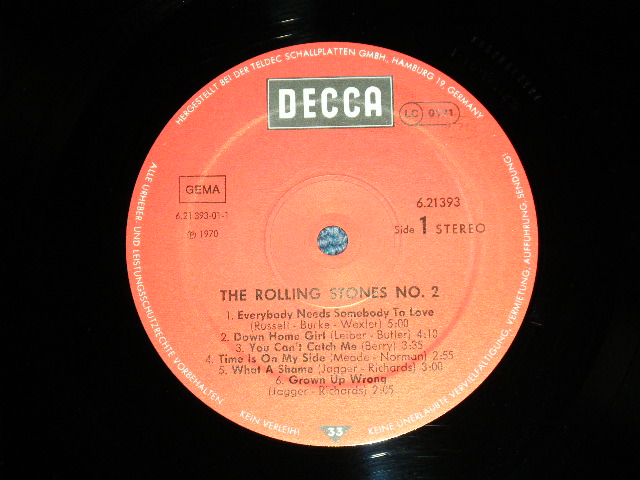 HERGESTELLT BEI DER TELDEC SCHALLPLATTEN GMBH., HAMBURG 19, GERMANY
DECCA
LC
GEMA
6.21393-01-1
℗ 1970
6.21393
Side 1 STEREO
THE ROLLING STONES NO. 2
1. Everybody Needs Somebody To Love
(Russell - Burke - Wexler) 5:00
2. Down Home Girl (Leiber - Butler) 4:10
3. You Can't Catch Me (Berry) 3:35
4. Time Is On My Side (Meade - Norman) 2:55
5. What A Shame (Jagger - Richards) 3:00
6. Grown Up Wrong
(Jagger - Richards) 2:05
33
ALLE URHEBER- UND LEISTUNGSSCHUTZRECHTE VORBEHALTEN
KEIN VERLEIH!
KEINE UNERLAUBTE VERVIELFÄLTIGUNG, VERMIETUNG, AUFFÜHRUNG, SENDUNG!